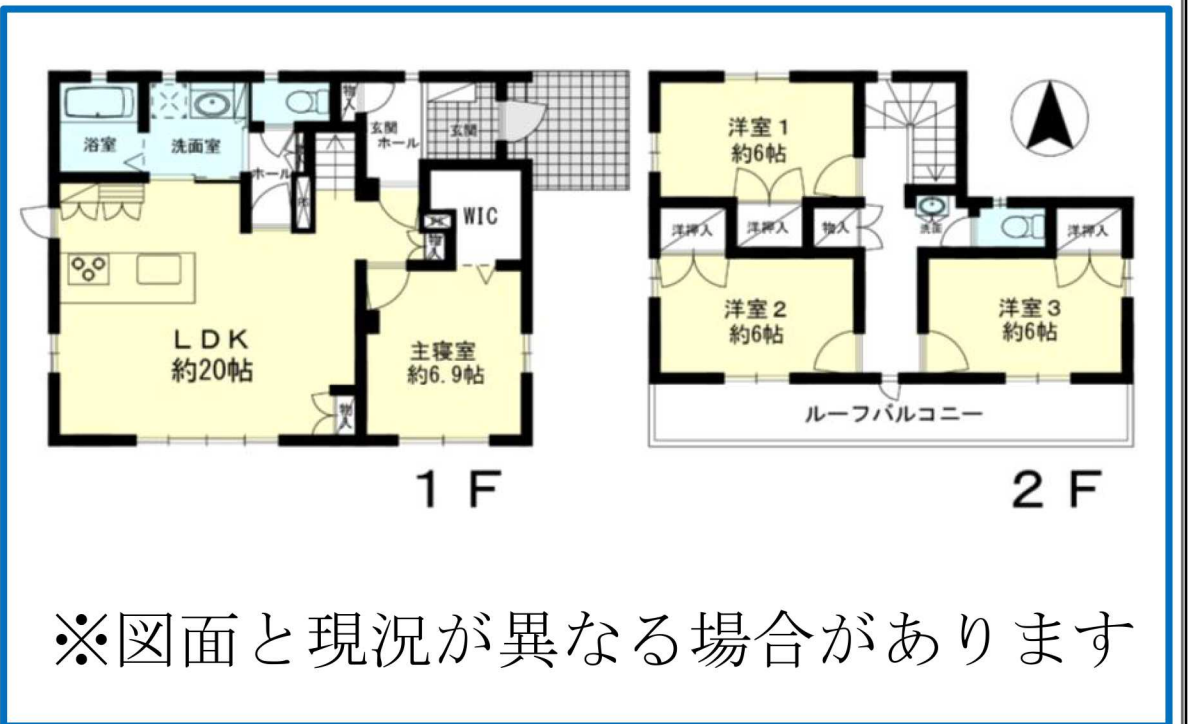 浴室
洗面室
ホール
物入
玄関
ホール
玄関
WIC
物入
LDK
約20帖
主寝室
約6.9帖
物入
1F
洋室1
約6帖
洋押入
洋押入
物入
洗面
洋押入
洋室2
約6帖
洋室3
約6帖
ルーフバルコニー
2F
※図面と現況が異なる場合があります